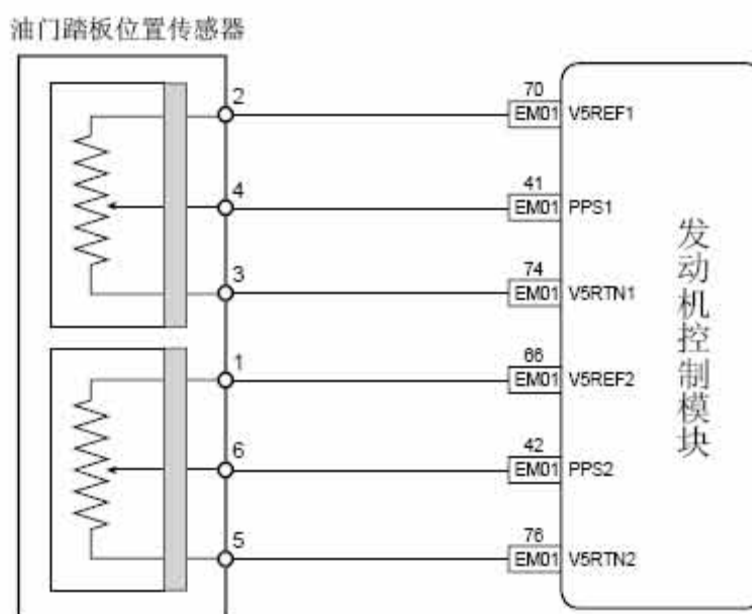 油门踏板位置传感器
2
70
EM01 V5REF1
4
41
EM01 PPS1
3
74
EM01 V5RTN1
1
66
EM01 V5REF2
6
42
EM01 PPS2
5
76
EM01 V5RTN2
发动机控制模块